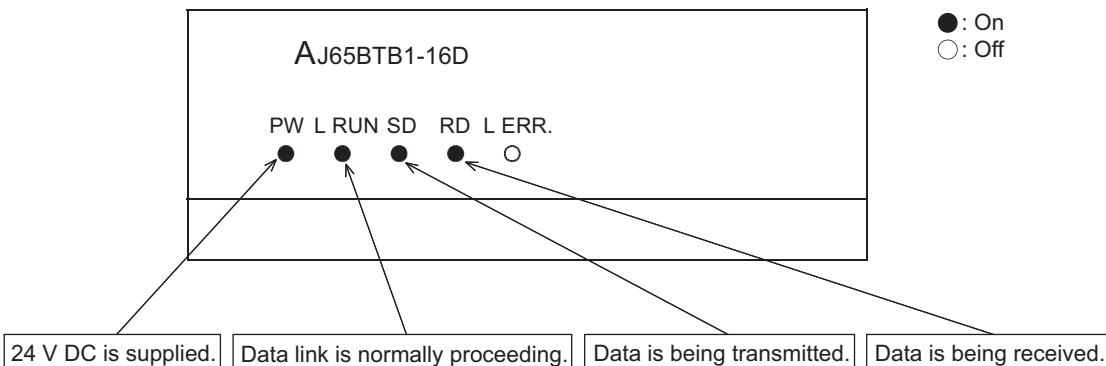 ●: On
○: Off
AJ65BTB1-16D
PW L RUN SD RD L ERR.
24 V DC is supplied.
Data link is normally proceeding.
Data is being transmitted.
Data is being received.